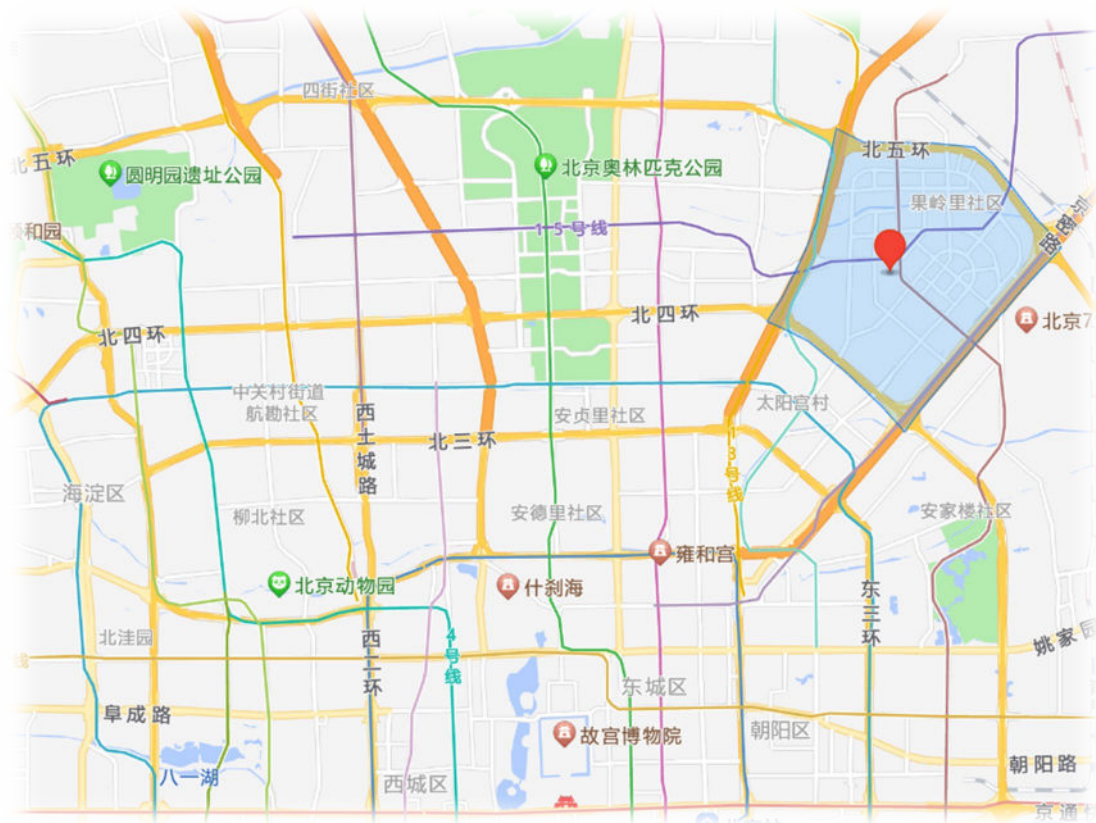 四街社区
北五环
北五环
圆明园遗址公园
北京奥林匹克公园
果岭里社区
京密路
15号线
北四环
北四环
北京7
中关村街道
航勘社区
太阳宫村
安贞里社区
西土城路
北三环
13号线
海淀区
柳北社区
安德里社区
安家楼社区
雍和宫
北京动物园
什刹海
东三环
北洼园
姚家园
4号线
西二环
线
东城区
阜成路
故宫博物院
朝阳区
朝阳路
八一湖
西城区
京通